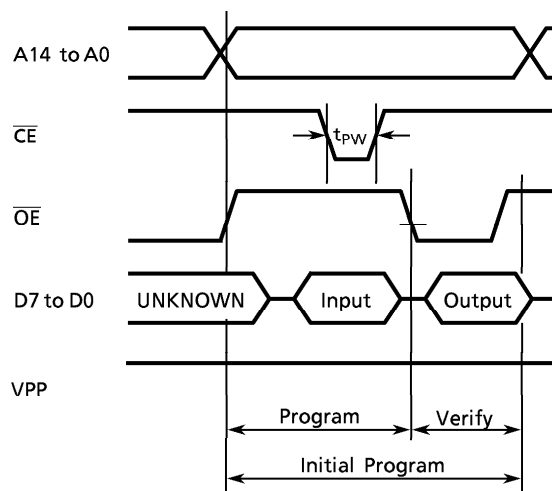 A14 to A0
CE
tPW
OE
D7 to D0
UNKNOWN
Input
Output
VPP
Program
Verify
Initial Program